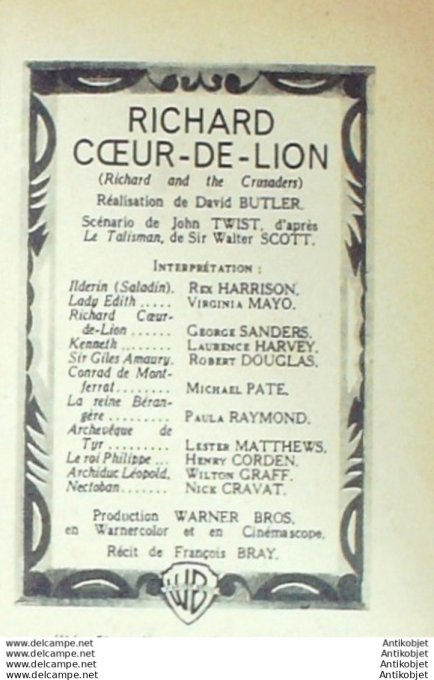 RICHARD
CŒUR-DE-LION
(Richard and the Crusaders)
Réalisation de David BUTLER.
Scénario de John TWIST, d'après
Le Talisman, de Sir Walter SCOTT.
INTERPRÉTATION :
Ilderin (Saladin). REX HARRISON.
Lady Edith ..... VIRGINIA MAYO.
Richard Cœur-
de-Lion ...... GEORGE SANDERS.
Kenneth ........ LAURENCE HARVEY.
Sir Giles Amaury. ROBERT DOUGLAS.
Conrad de Mont-
ferrat........ MICHAEL PATE.
La reine Béran-
gère ......... PAULA RAYMOND.
Archevêque de
Tyr .......... LESTER MATTHEWS.
Le roi Philippe ... HENRY CORDEN.
Archiduc Léopold. WILTON GRAFF.
Nectoban....... NICK CRAVAT.
Production WARNER BROS.
en Warnercolor et en Cinémascope.
Récit de François BRAY.
WB
www.delcampe.net Antikobjet
www.delcampe.net Antikobjet
www.delcampe.net Antikobjet
www.delcampe.net Antikobjet